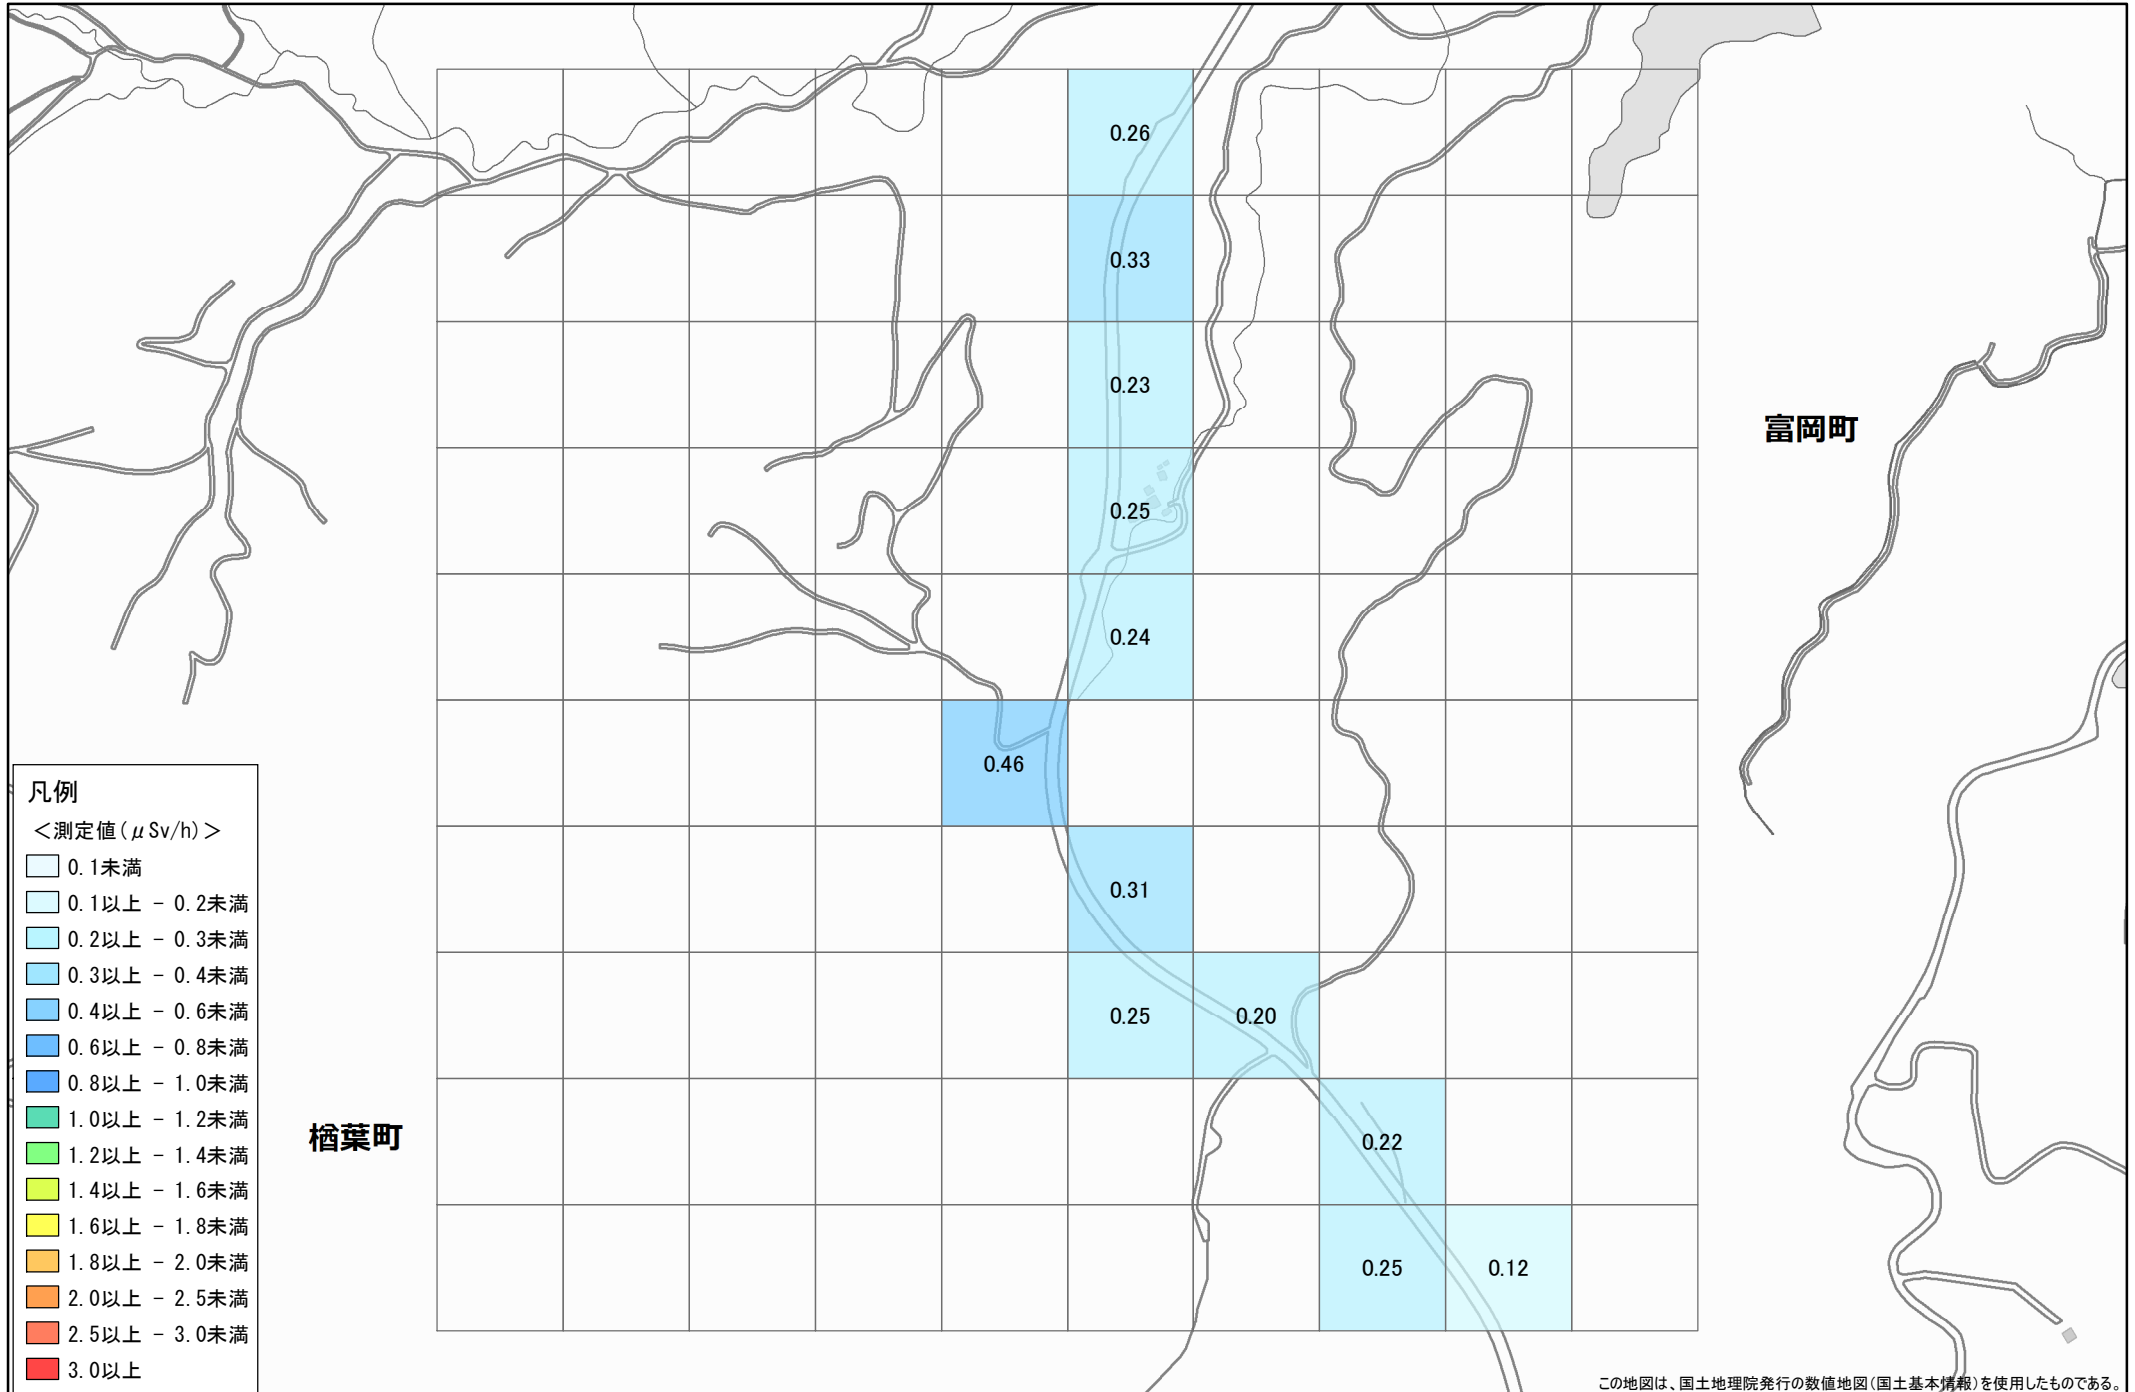 0.26
0.33
0.23
富岡町
0.25
0.24
0.46
0.31
0.25
0.20
楢葉町
0.22
0.25
0.12
凡例
＜測定値(μSv/h)＞
0.1未満
0.1以上 - 0.2未満
0.2以上 - 0.3未満
0.3以上 - 0.4未満
0.4以上 - 0.6未満
0.6以上 - 0.8未満
0.8以上 - 1.0未満
1.0以上 - 1.2未満
1.2以上 - 1.4未満
1.4以上 - 1.6未満
1.6以上 - 1.8未満
1.8以上 - 2.0未満
2.0以上 - 2.5未満
2.5以上 - 3.0未満
3.0以上
この地図は、国土地理院発行の数値地図(国土基本情報)を使用したものである。